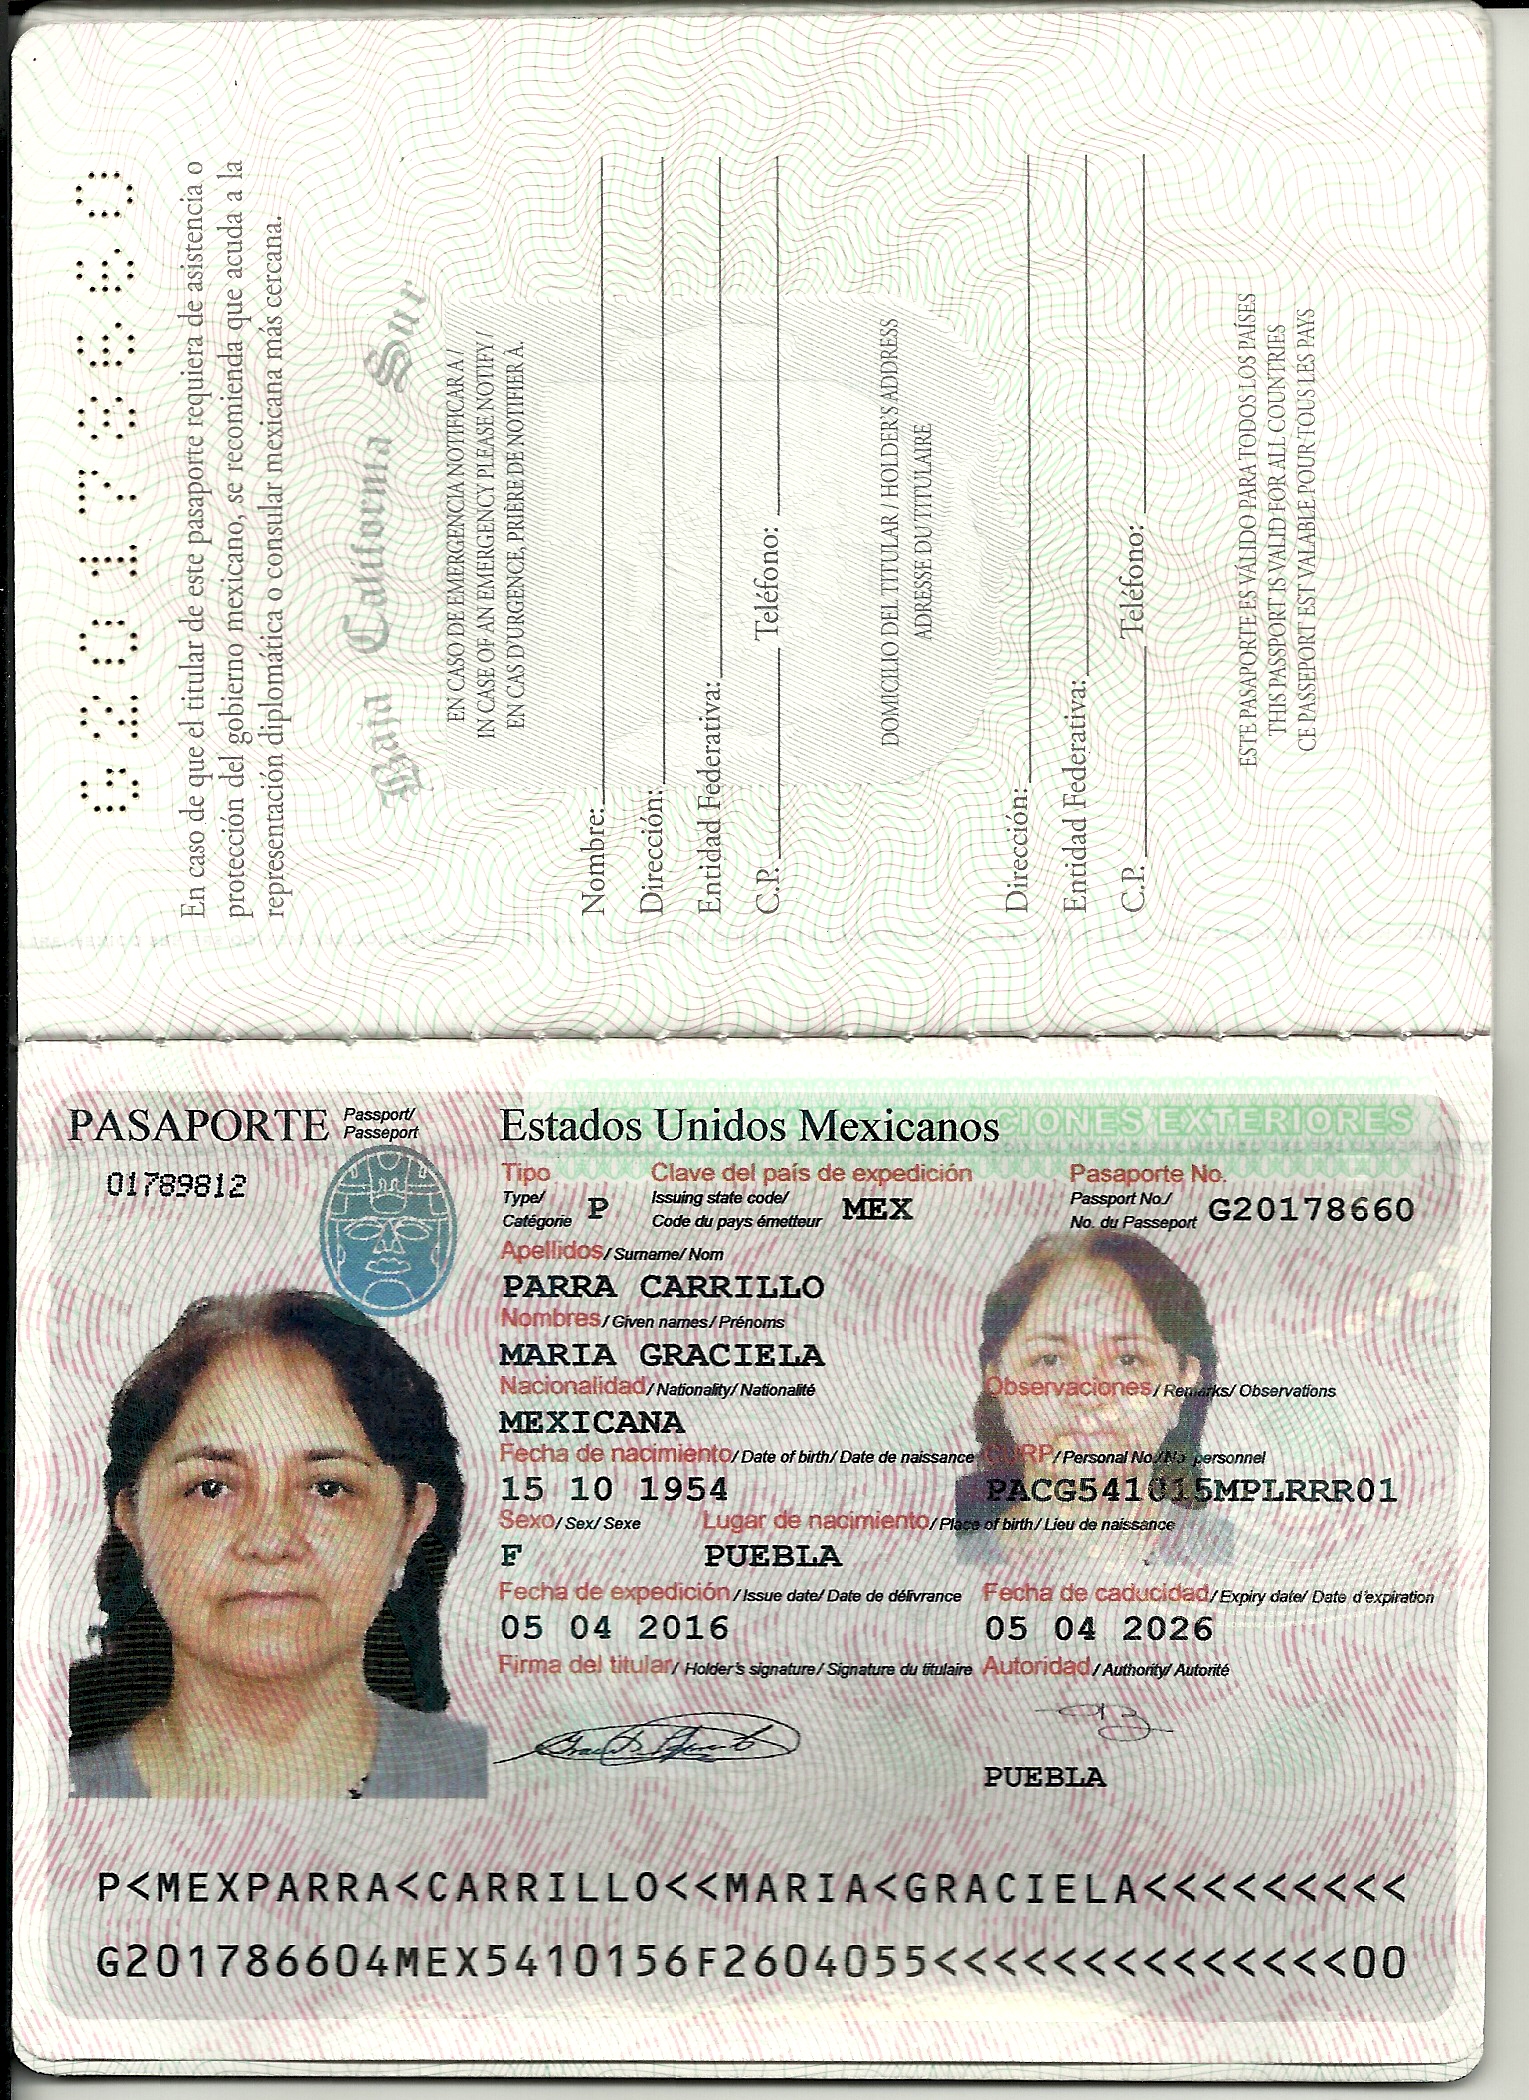 G20178660
En caso de que el titular de este pasaporte requiera de asistencia o
protección del gobierno mexicano, se recomienda que acuda a la
representación diplomática o consular mexicana más cercana.
Baja California Sur
EN CASO DE EMERGENCIA NOTIFICAR A /
IN CASE OF AN EMERGENCY PLEASE NOTIFY /
EN CAS D'URGENCE, PRIÈRE DE NOTIFIER À.
Nombre:
Dirección:
Entidad Federativa:
C.P. Teléfono:
DOMICILIO DEL TITULAR / HOLDER'S ADDRESS
ADRESSE DU TITULAIRE
Dirección:
Entidad Federativa:
C.P. Teléfono:
ESTE PASAPORTE ES VÁLIDO PARA TODOS LOS PAÍSES
THIS PASSPORT IS VALID FOR ALL COUNTRIES
CE PASSEPORT EST VALABLE POUR TOUS LES PAYS
PASAPORTE Passport/ Passeport
Estados Unidos Mexicanos
EXTERIORES
01789812
Tipo Clave del país de expedición Pasaporte No.
Type/ Issuing state code/ Passport No./
Catégorie P Code du pays émetteur MEX No. du Passeport G20178660
Apellidos/ Surname/ Nom
PARRA CARRILLO
Nombres/ Given names/ Prénoms
MARIA GRACIELA
Nacionalidad/ Nationality/ Nationalité Observaciones/ Remarks/ Observations
MEXICANA
Fecha de nacimiento/ Date of birth/ Date de naissance CURP/ Personal No./ No personnel
15 10 1954 PACG541015MPLRRR01
Sexo/ Sex/ Sexe Lugar de nacimiento/ Place of birth/ Lieu de naissance
F PUEBLA
Fecha de expedición/ Issue date/ Date de délivrance Fecha de caducidad/ Expiry date/ Date d'expiration
05 04 2016 05 04 2026
Firma del titular/ Holder's signature/ Signature du titulaire Autoridad/ Authority/ Autorité
PUEBLA
P<MEXPARRA<CARRILLO<<MARIA<GRACIELA<<<<<<<<<
G201786604MEX5410156F2604055<<<<<<<<<<<<<<00